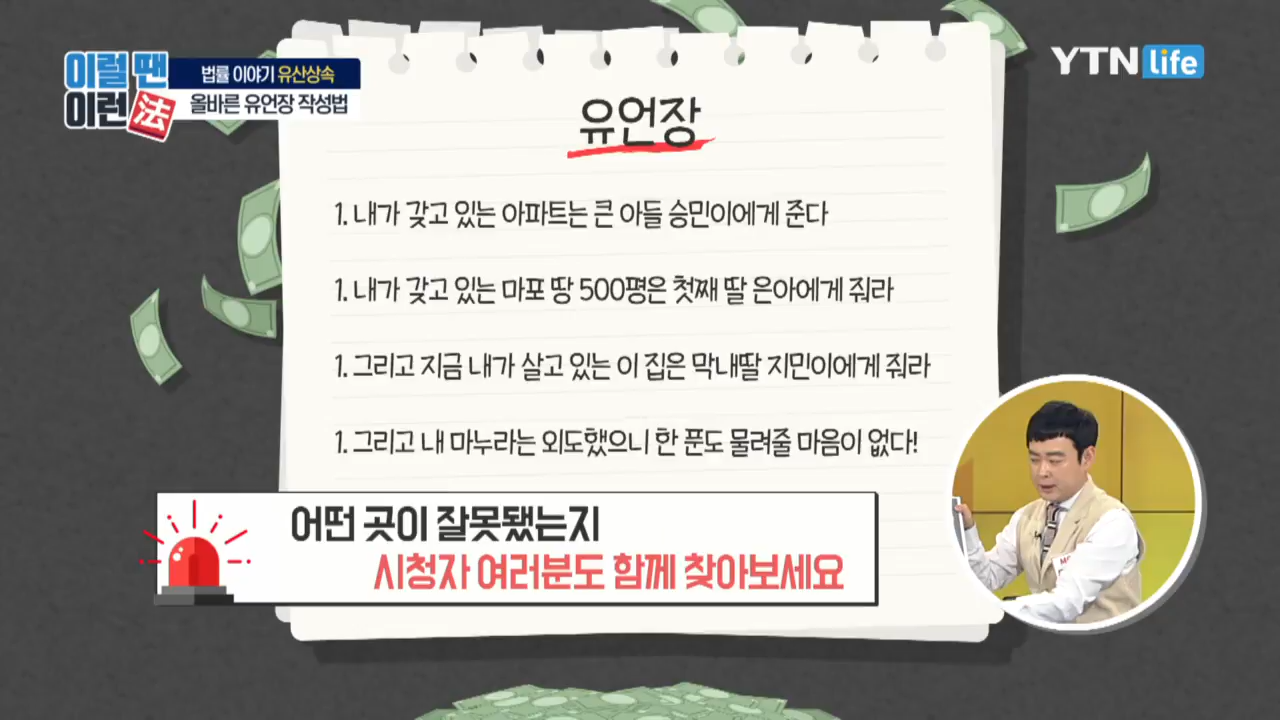 이럴 땐
이런 法
법률 이야기 유산상속
올바른 유언장 작성법
YTN life
유언장
1. 내가 갖고 있는 아파트는 큰 아들 승민이에게 준다
1. 내가 갖고 있는 마포 땅 500평은 첫째 딸 은아에게 줘라
1. 그리고 지금 내가 살고 있는 이 집은 막내딸 지민이에게 줘라
1. 그리고 내 마누라는 외도했으니 한 푼도 물려줄 마음이 없다!
어떤 곳이 잘못됐는지
시청자 여러분도 함께 찾아보세요